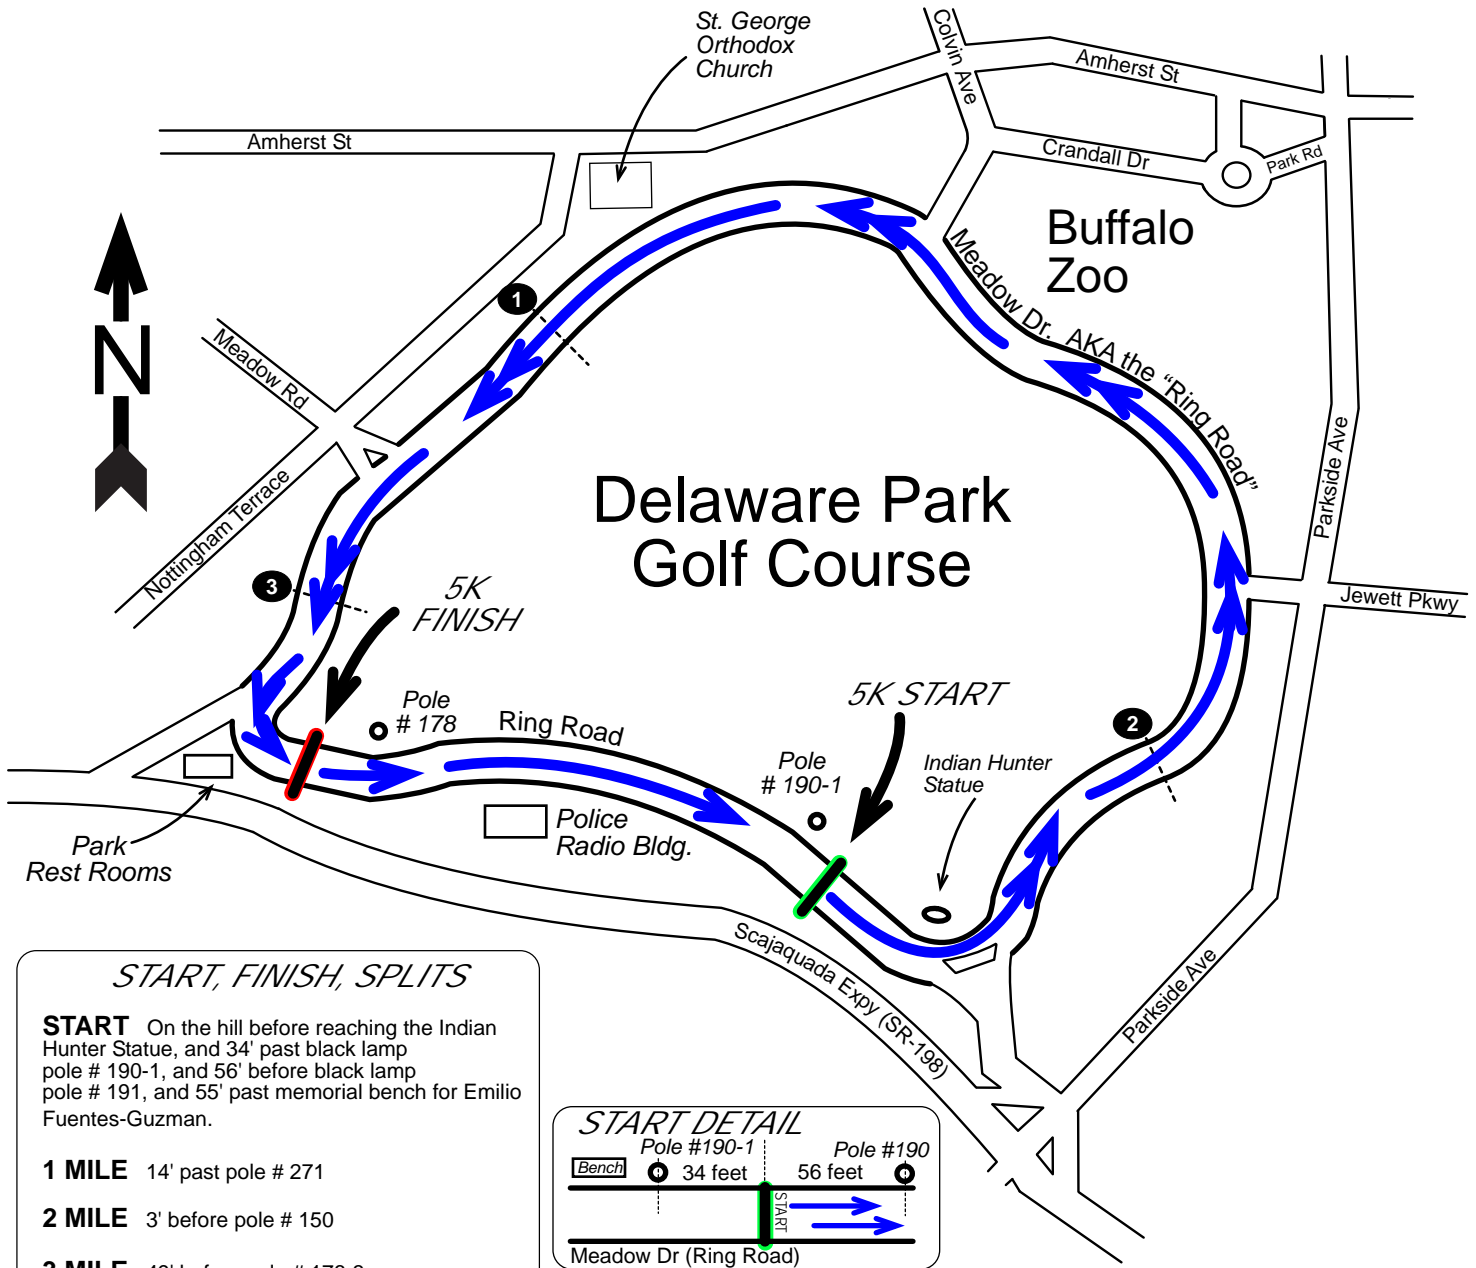 St. George
Orthodox
Church
Colvin Ave
Amherst St
Amherst St
Crandall Dr
Park Rd
Buffalo
Zoo
N
1
Meadow Dr. AKA the "Ring Road"
Meadow Rd
Nottingham Terrace
Parkside Ave
Delaware Park
Golf Course
3
5K
FINISH
Jewett Pkwy
Pole
# 178
Ring Road
5K START
2
Pole
# 190-1
Indian Hunter
Statue
Police
Radio Bldg.
Park
Rest Rooms
Scajaquada Expy (SR-198)
Parkside Ave
START, FINISH, SPLITS
START On the hill before reaching the Indian
Hunter Statue, and 34' past black lamp
pole # 190-1, and 56' before black lamp
pole # 191, and 55' past memorial bench for Emilio
Fuentes-Guzman.
1 MILE 14' past pole # 271
2 MILE 3' before pole # 150
3 MILE
START DETAIL
Pole #190-1 Pole #190
Bench 34 feet 56 feet
START
Meadow Dr (Ring Road)